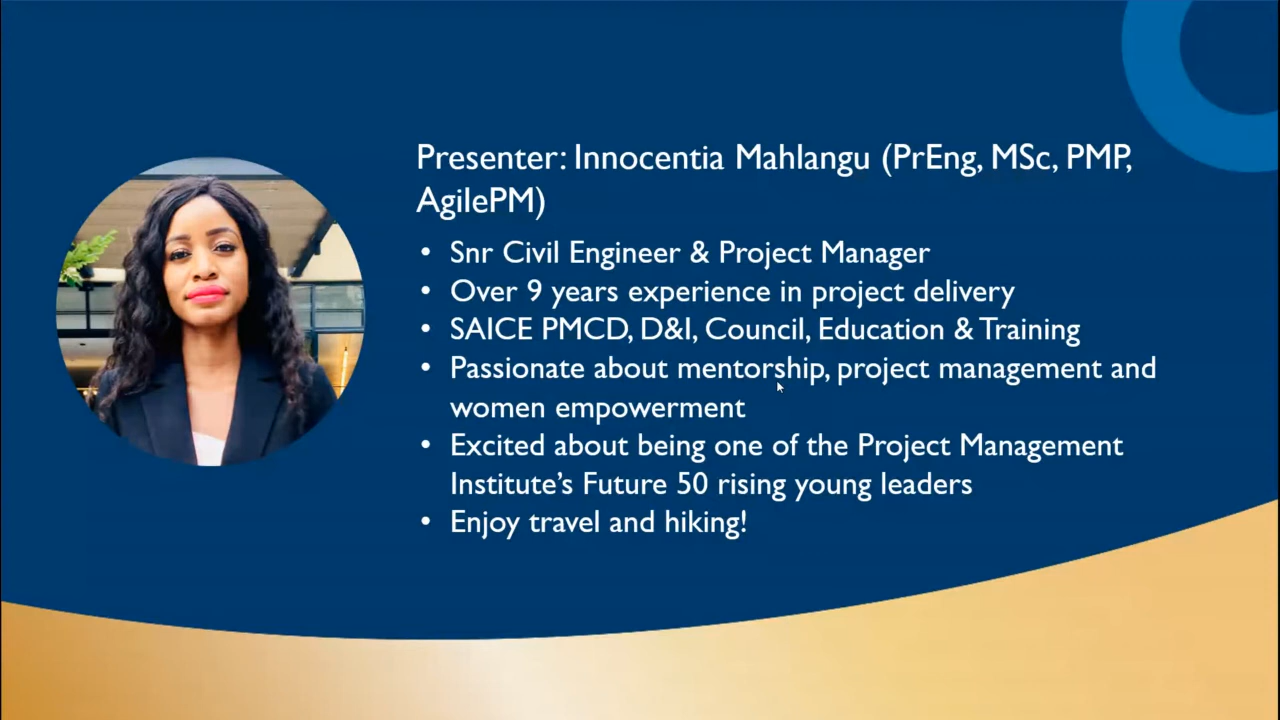 Presenter: Innocentia Mahlangu (PrEng, MSc, PMP,
AgilePM)
• Snr Civil Engineer & Project Manager
• Over 9 years experience in project delivery
• SAICE PMCD, D&I, Council, Education & Training
• Passionate about mentorship, project management and
women empowerment
• Excited about being one of the Project Management
Institute’s Future 50 rising young leaders
• Enjoy travel and hiking!